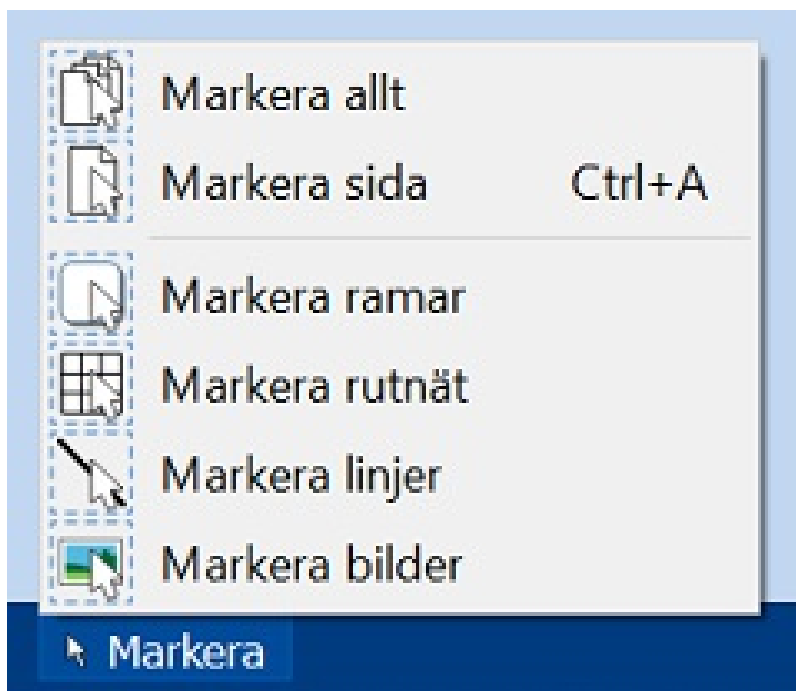 Markera allt
Markera sida Ctrl+A
Markera ramar
Markera rutnät
Markera linjer
Markera bilder
Markera